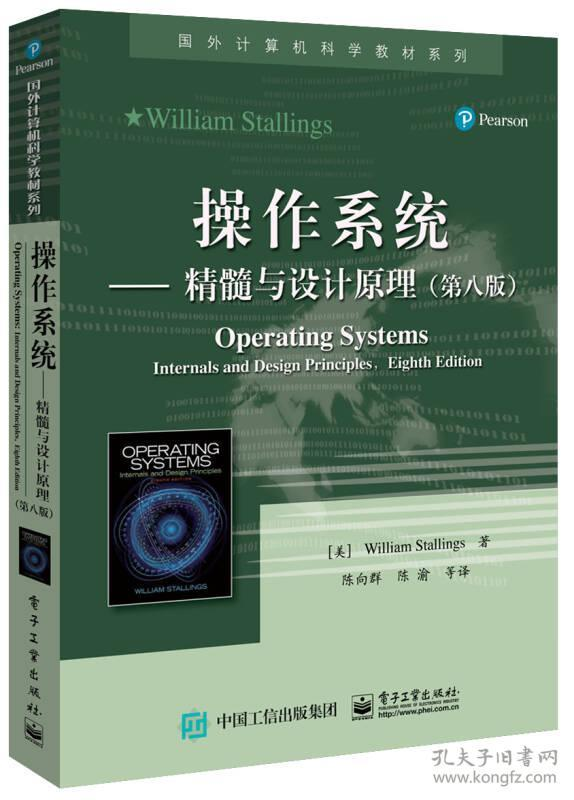 Pearson
国外计算机科学教材系列
操作系统
——精髓与设计原理
(第八版)
Operating Systems: Internals and Design Principles, Eighth Edition
电子工业出版社
国外计算机科学教材系列
★William Stallings
Pearson
操作系统
——精髓与设计原理(第八版)
Operating Systems
Internals and Design Principles, Eighth Edition
OPERATING
SYSTEMS
Internals and Design Principles
EIGHTH EDITION
WILLIAM STALLINGS
[美] William Stallings 著
陈向群 陈渝 等译
中国工信出版集团
电子工业出版社
PUBLISHING HOUSE OF ELECTRONICS INDUSTRY
http://www.phei.com.cn
孔夫子旧书网
www.kongfz.com